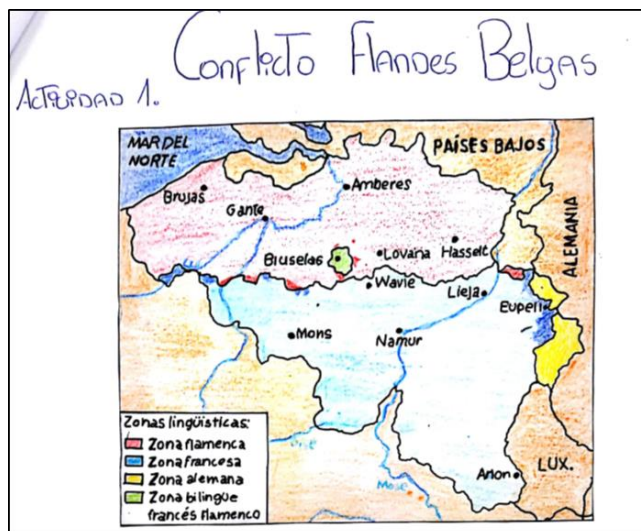 Conflicto Flandes Belgas
Actividad 1.
MAR DEL
NORTE
PAÍSES BAJOS
ALEMANIA
Brujas
Amberes
Gante
Bruselas
Lovaina
Hasselt
Wavre
Lieja
Eupen
Mons
Namur
Arlon
LUX.
Mosa
Zonas lingüísticas:
Zona flamenca
Zona francesa
Zona alemana
Zona bilingüe
francés flamenco